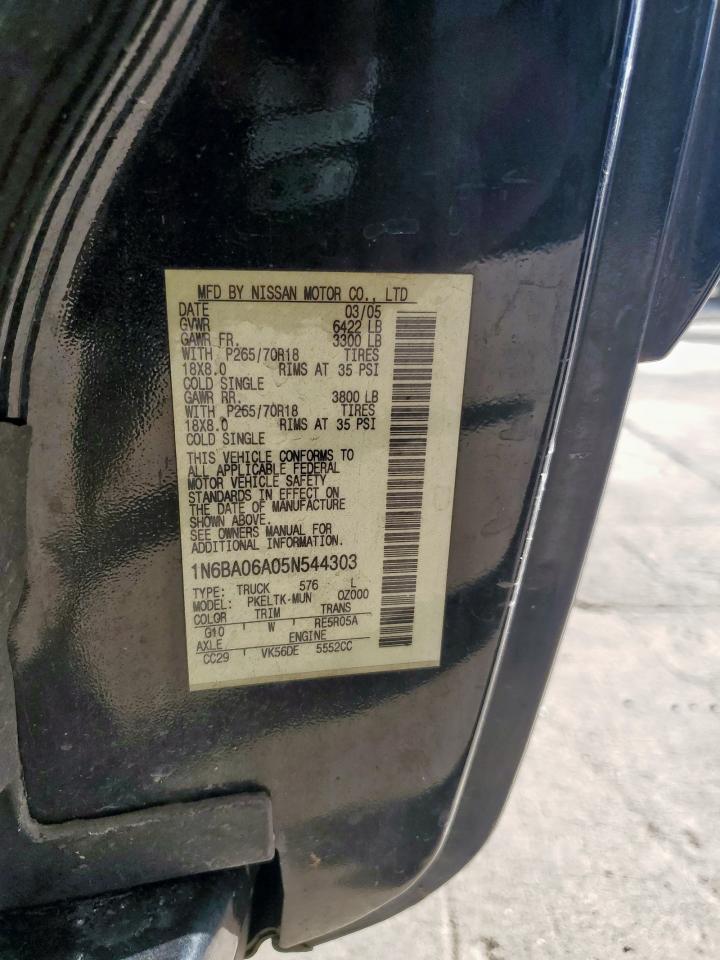 MFD BY NISSAN MOTOR CO., LTD
DATE 03/05
GVWR 6422 LB
GAWR FR. 3300 LB
WITH P265/70R18 TIRES
18X8.0 RIMS AT 35 PSI
COLD SINGLE
GAWR RR. 3800 LB
WITH P265/70R18 TIRES
18X8.0 RIMS AT 35 PSI
COLD SINGLE
THIS VEHICLE CONFORMS TO
ALL APPLICABLE FEDERAL
MOTOR VEHICLE SAFETY
STANDARDS IN EFFECT ON
THE DATE OF MANUFACTURE
SHOWN ABOVE.
SEE OWNERS MANUAL FOR
ADDITIONAL INFORMATION.
1N6BA06A05N544303
TYPE: TRUCK 576 L
MODEL: PKELTK-MUN 0Z000
COLOR TRIM TRANS
G10 W RE5R05A
AXLE ENGINE
CC29 VK56DE 5552CC